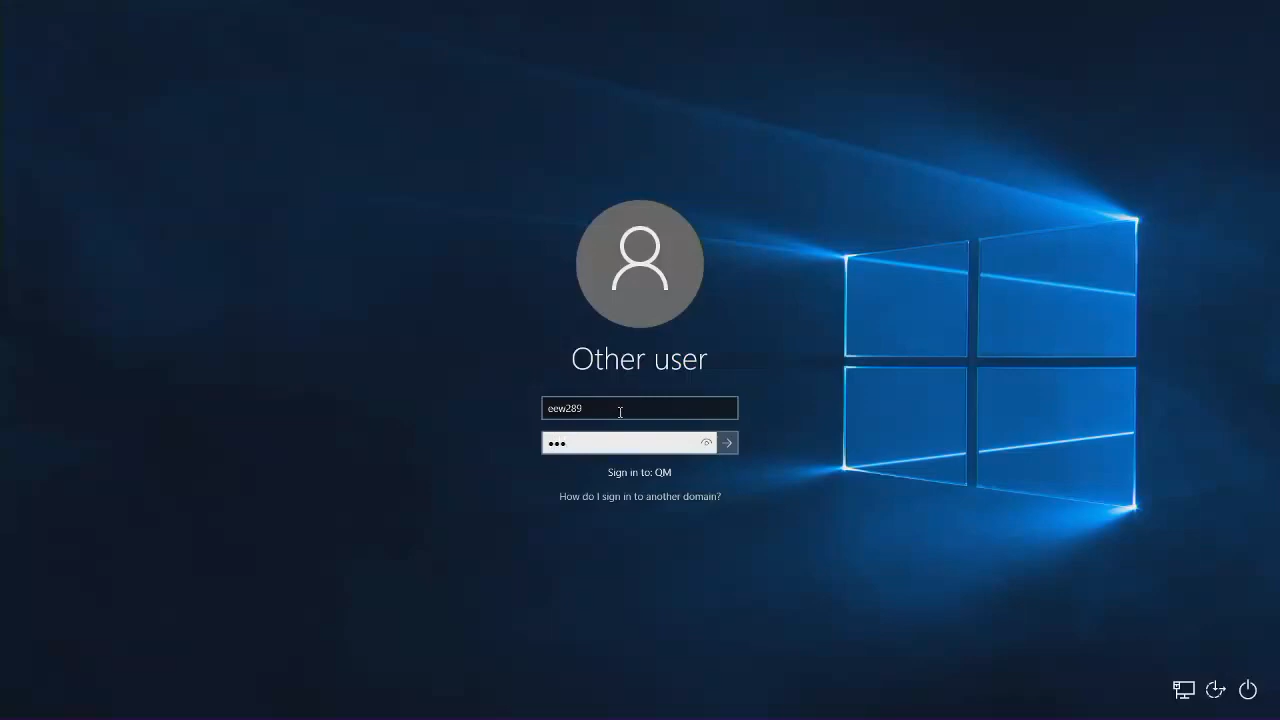 Other user
eew289
Sign in to: QM
How do I sign in to another domain?